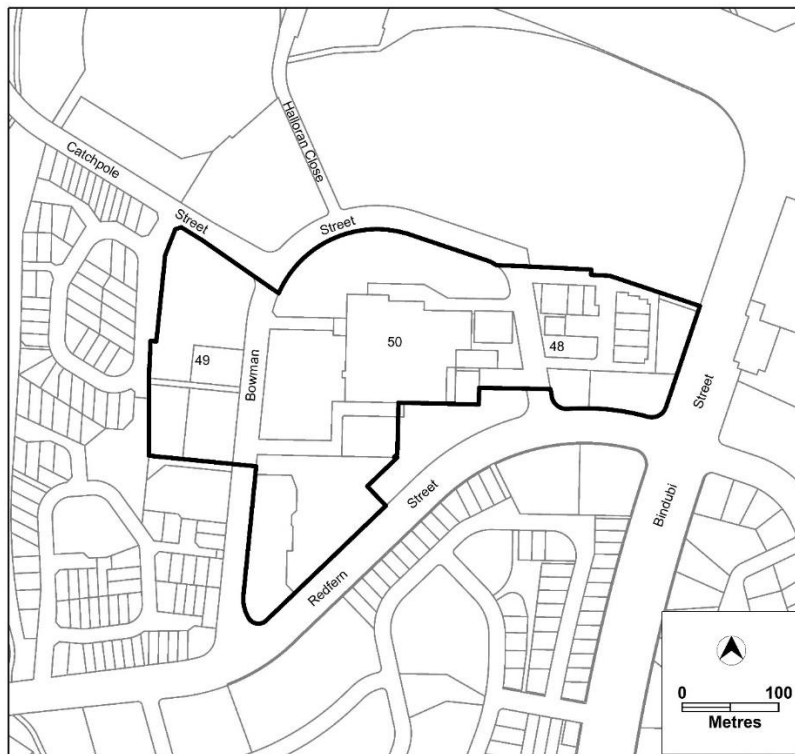 Halloran Close
Catchpole
Street
Street
50
48
49
Bowman
Street
Street
Bindubi
Redfern
0 100
Metres